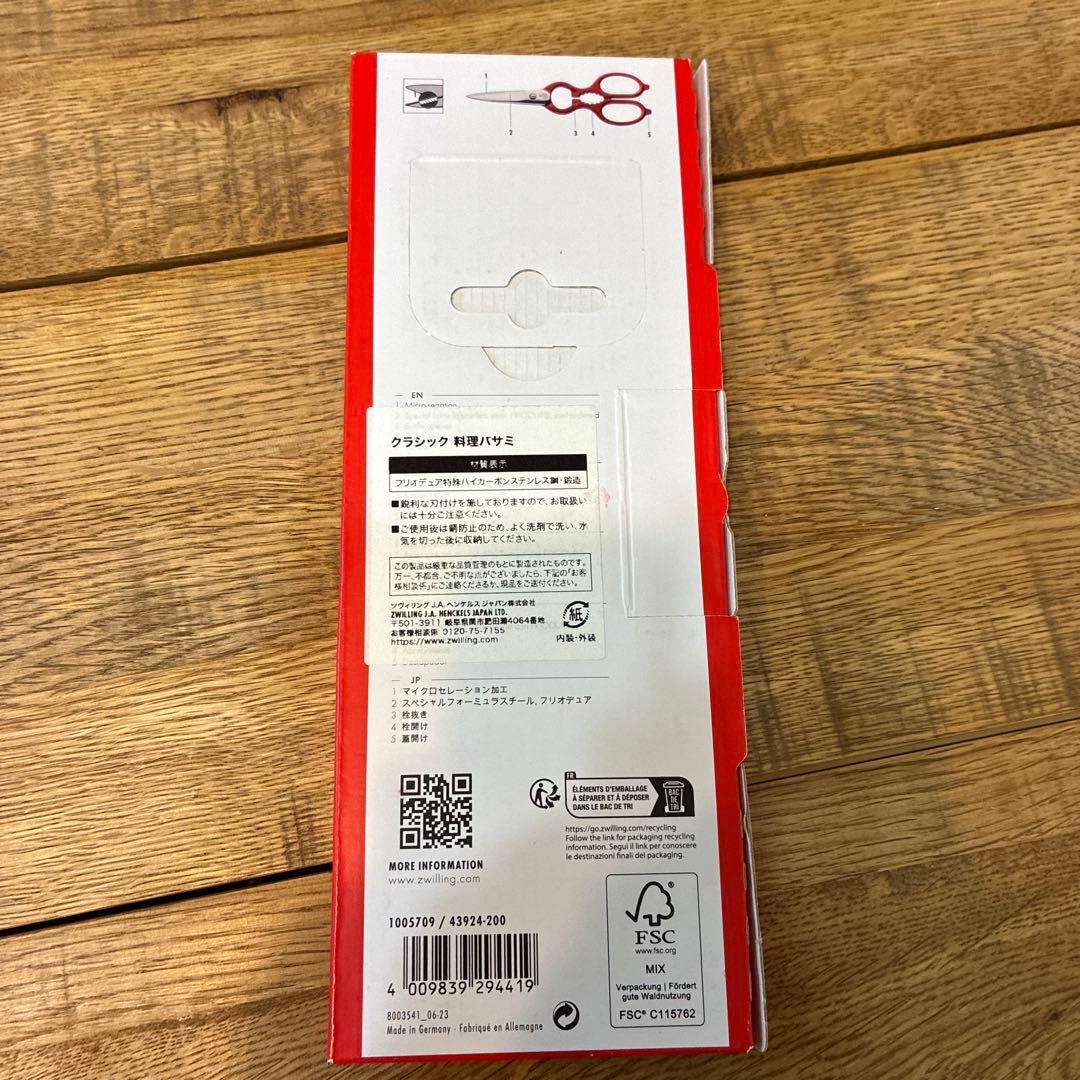 1
2
3
4
5
EN
1 Microserration
クラシック 料理バサミ
材質表示
フリオデュア特殊ハイカーボンステンレス鋼・鍛造
■鋭利な刃付けを施しておりますので、お取扱い
には十分ご注意ください。
■ご使用後は錆防止のため、よく洗剤で洗い、水
気を切った後に収納してください。
この製品は厳重な品質管理のもとに製造されたものです。
万一、不都合、ご不明な点がございましたら、下記の「お客
様相談係」にご連絡くださるか、現品をご送付ください。
ツヴィリング J.A. ヘンケルス ジャパン株式会社
ZWILLING J.A. HENCKELS JAPAN LTD.
〒501-3911 岐阜県関市肥田瀬4064番地
お客様相談係 0120-75-7155
https://www.zwilling.com
紙
内装・外装
JP
1 マイクロセレーション加工
2 スペシャルフォーミュラスチール, フリオデュア
3 栓抜き
4 栓開け
5 蓋開け
FR
ÉLÉMENTS D'EMBALLAGE
À SÉPARER ET À DÉPOSER
DANS LE BAC DE TRI
BAC
DE
TRI
https://go.zwilling.com/recycling
Follow the link for packaging recycling
information. Segui il link per conoscere
le destinazioni finali del packaging.
MORE INFORMATION
www.zwilling.com
1005709 / 43924-200
4 009839 294419
8003541_06-23
Made in Germany · Fabriqué en Allemagne
FSC
www.fsc.org
MIX
Verpackung | Fördert
gute Waldnutzung
FSC® C115762